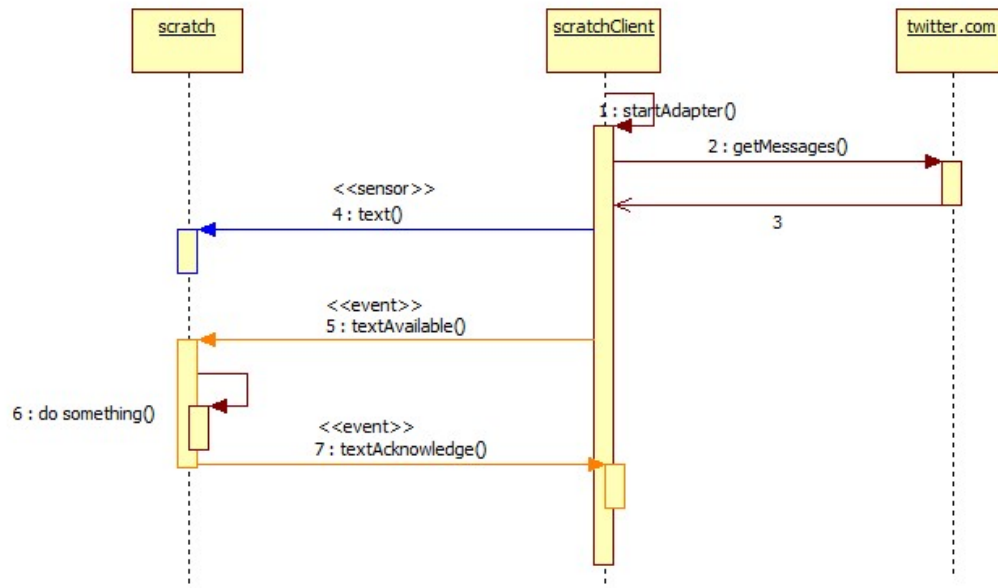 scratch
scratchClient
twitter.com
1 : startAdapter()
2 : getMessages()
3
<<sensor>>
4 : text()
<<event>>
5 : textAvailable()
6 : do something()
<<event>>
7 : textAcknowledge()